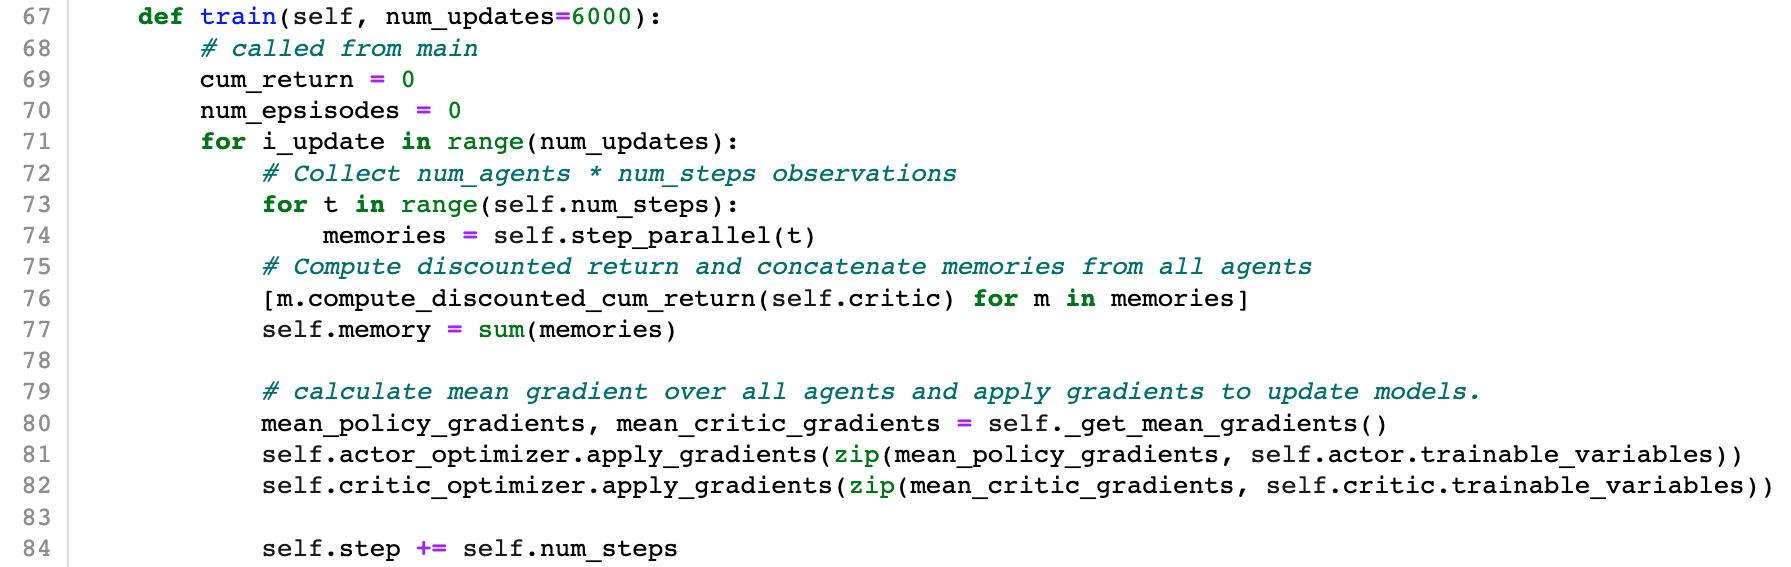 67 def train(self, num_updates=6000):
68 # called from main
69 cum_return = 0
70 num_epsisodes = 0
71 for i_update in range(num_updates):
72 # Collect num_agents * num_steps observations
73 for t in range(self.num_steps):
74 memories = self.step_parallel(t)
75 # Compute discounted return and concatenate memories from all agents
76 [m.compute_discounted_cum_return(self.critic) for m in memories]
77 self.memory = sum(memories)
78
79 # calculate mean gradient over all agents and apply gradients to update models.
80 mean_policy_gradients, mean_critic_gradients = self._get_mean_gradients()
81 self.actor_optimizer.apply_gradients(zip(mean_policy_gradients, self.actor.trainable_variables))
82 self.critic_optimizer.apply_gradients(zip(mean_critic_gradients, self.critic.trainable_variables))
83
84 self.step += self.num_steps